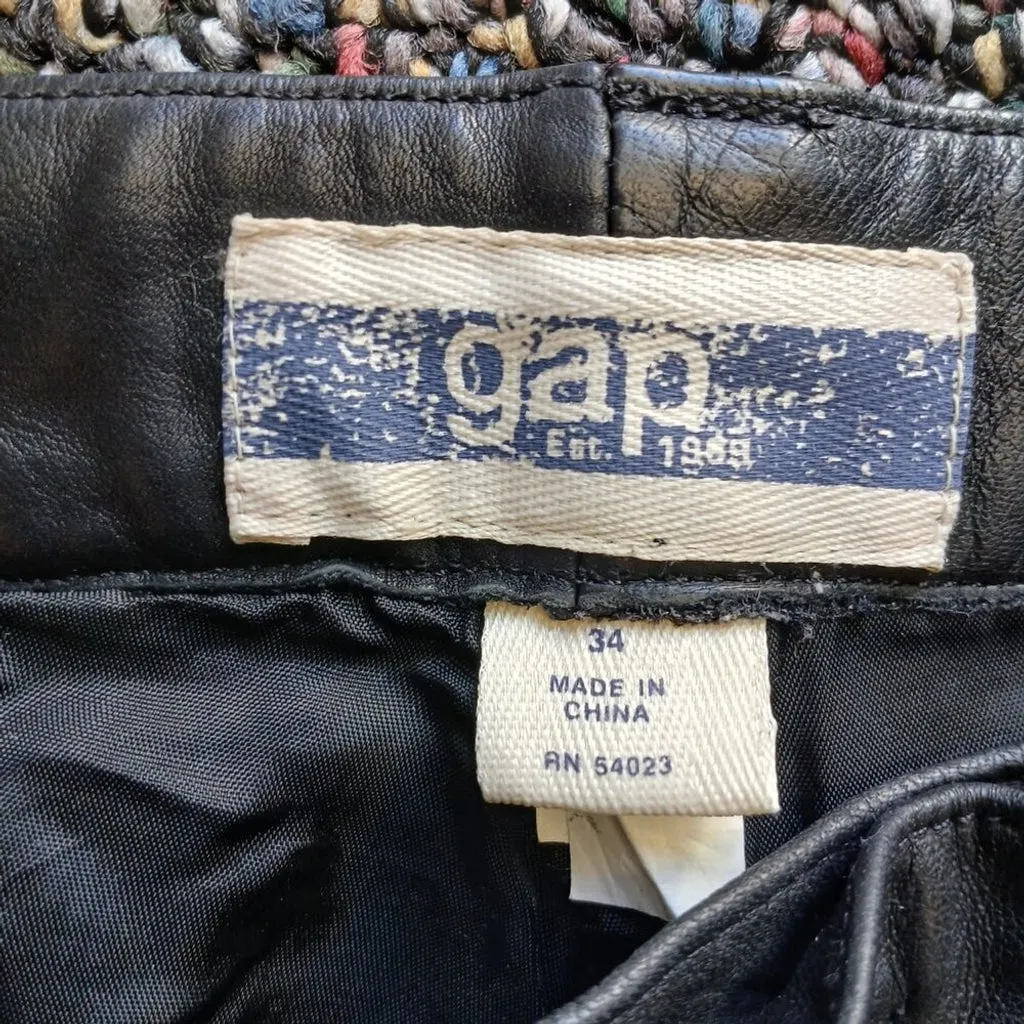 gap
Est. 1969
34
MADE IN
CHINA
RN 54023